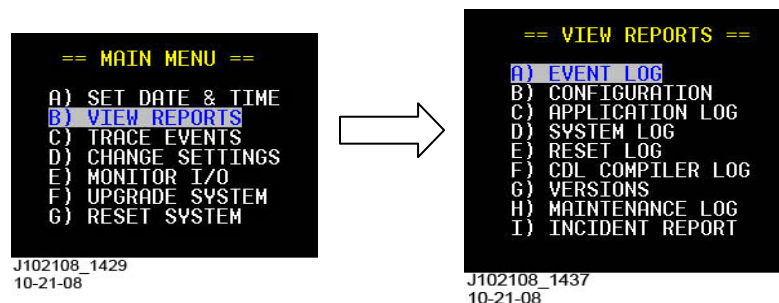 == MAIN MENU ==
A) SET DATE & TIME
B) VIEW REPORTS
C) TRACE EVENTS
D) CHANGE SETTINGS
E) MONITOR I/O
F) UPGRADE SYSTEM
G) RESET SYSTEM
J102108_1429
10-21-08
== VIEW REPORTS ==
A) EVENT LOG
B) CONFIGURATION
C) APPLICATION LOG
D) SYSTEM LOG
E) RESET LOG
F) CDL COMPILER LOG
G) VERSIONS
H) MAINTENANCE LOG
I) INCIDENT REPORT
J102108_1437
10-21-08